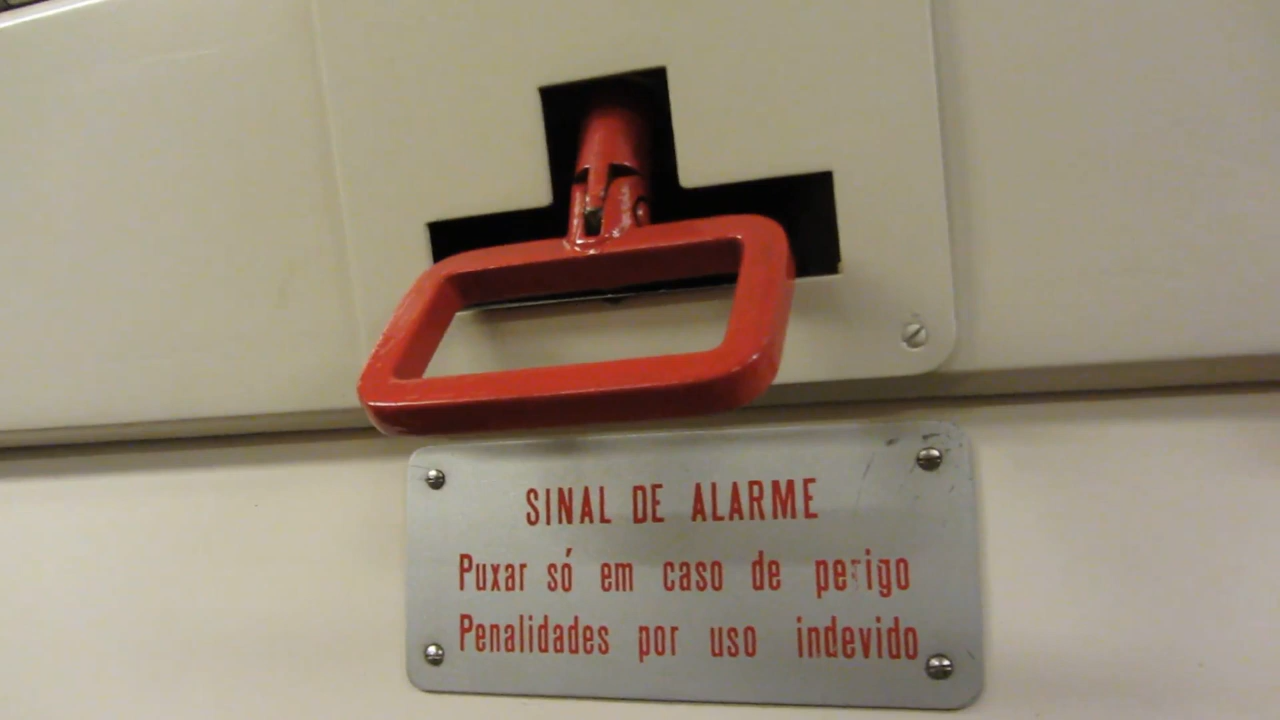 SINAL DE ALARME
Puxar só em caso de perigo
Penalidades por uso indevido